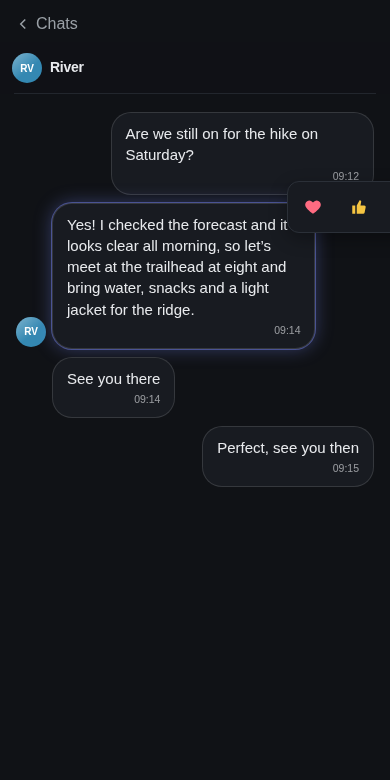 Chats
RV
River
Are we still on for the hike on
Saturday?
09:12
Yes! I checked the forecast and it
looks clear all morning, so let's
meet at the trailhead at eight and
bring water, snacks and a light
jacket for the ridge.
09:14
RV
See you there
09:14
Perfect, see you then
09:15